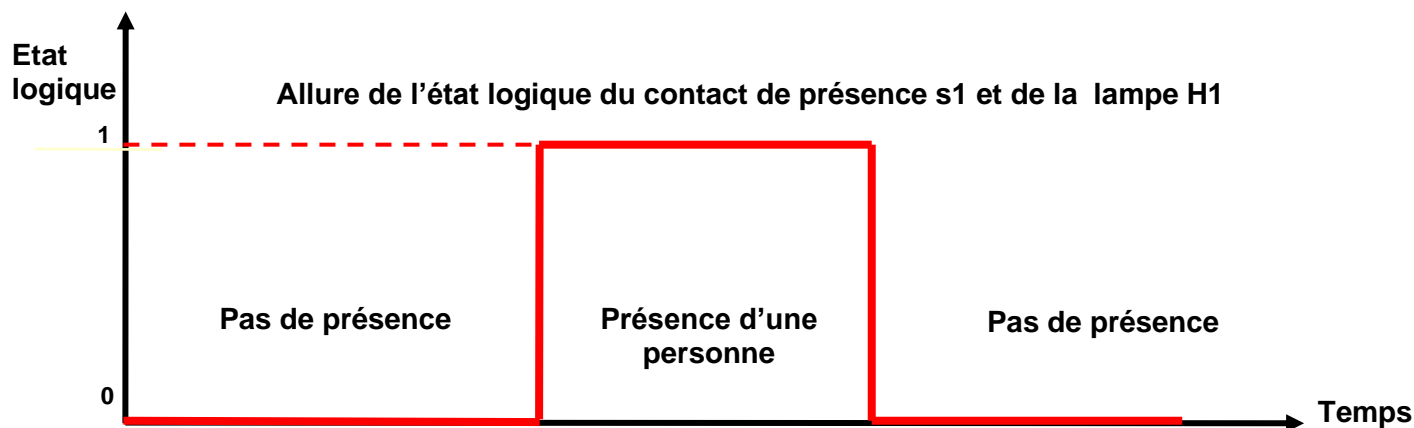 Etat
logique
Allure de l’état logique du contact de présence s1 et de la lampe H1
1
Pas de présence
Présence d’une
personne
Pas de présence
0
Temps